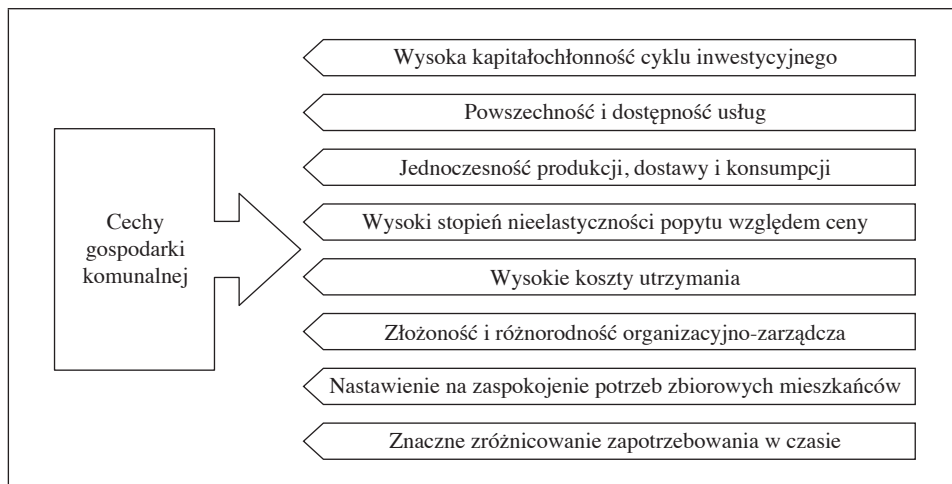 Cechy
gospodarki
komunalnej
Wysoka kapitałochłonność cyklu inwestycyjnego
Powszechność i dostępność usług
Jednoczesność produkcji, dostawy i konsumpcji
Wysoki stopień nieelastyczności popytu względem ceny
Wysokie koszty utrzymania
Złożoność i różnorodność organizacyjno-zarządcza
Nastawienie na zaspokojenie potrzeb zbiorowych mieszkańców
Znaczne zróżnicowanie zapotrzebowania w czasie